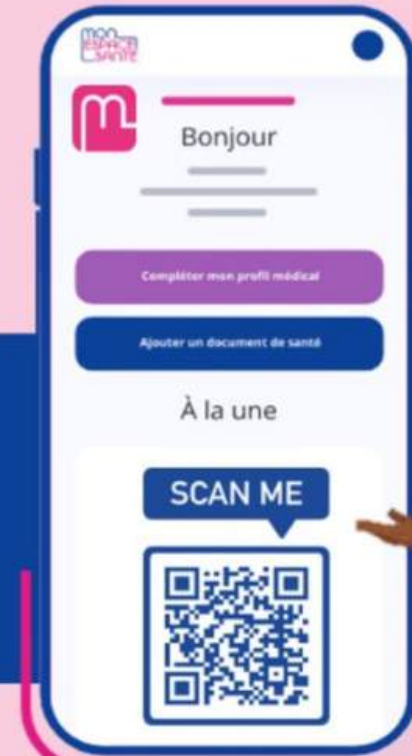 MON
ESPACE
SANTÉ
Bonjour
Compléter mon profil médical
Ajouter un document de santé
À la une
SCAN ME